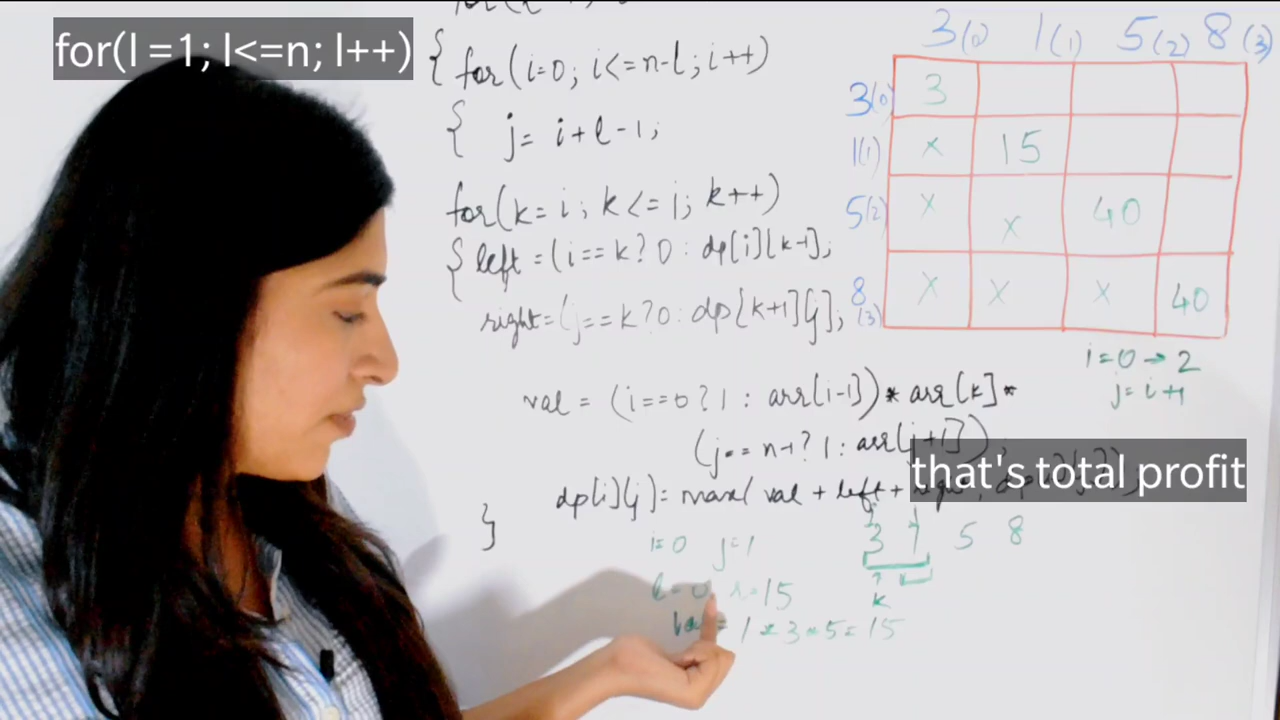 for(l =1; l<=n; l++)
{ for(i=0; i<=n-l; i++)
{ j= i+l-1;
for(k= i; k<=j; k++)
{ left = (i==k? 0: dp[i][k-1];
right=(j==k?0: dp[k+1][j];
val = (i==0?1: arr[i-1])* arr[k]*
(j== n-1? 1: arr[j+1]) ;
dp[i][j]= max( val + left +
}
that's total profit
3(0) 1(1) 5(2) 8(3)
3(0) 3
1(1) x 15
5(2) x x 40
8(3) x x x 40
i=0→2
j= i+1
i=0 j=1
3 1 5 8
l=0 r=15
k
val = 1*3*5=15